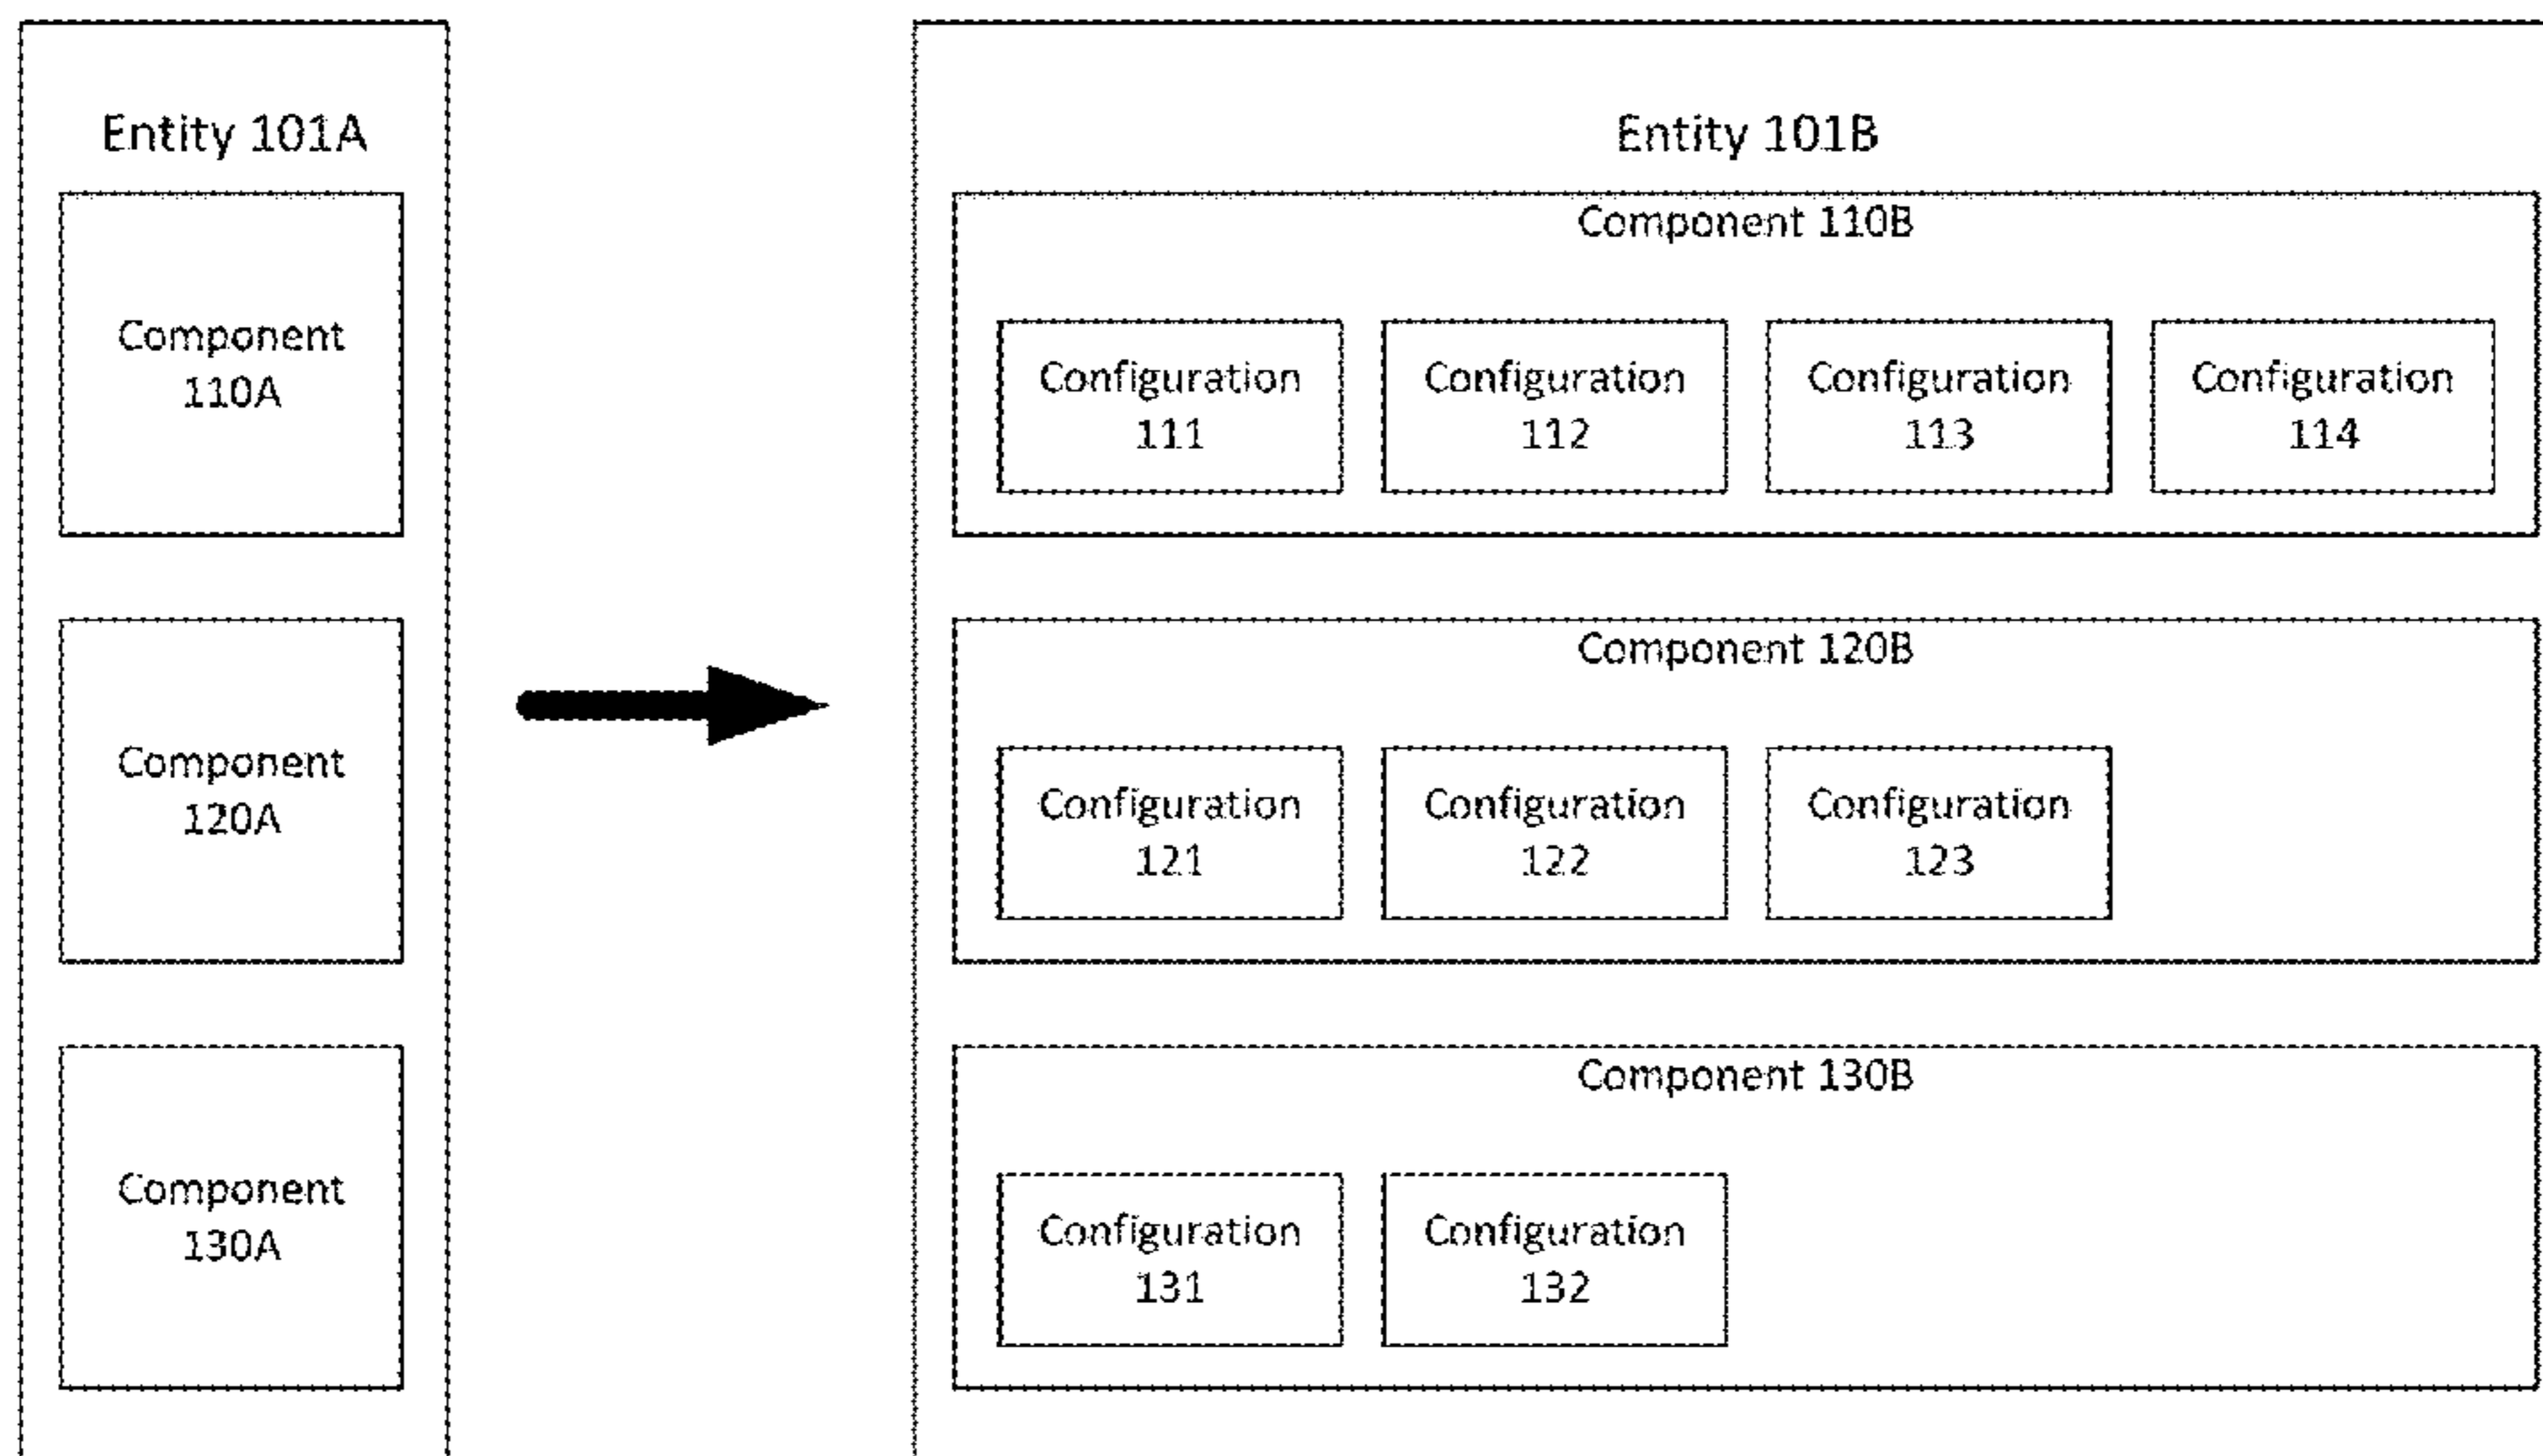 Entity 101A
Component
110A
Component
120A
Component
130A
Entity 101B
Component 110B
Configuration
111
Configuration
112
Configuration
113
Configuration
114
Component 120B
Configuration
121
Configuration
122
Configuration
123
Component 130B
Configuration
131
Configuration
132